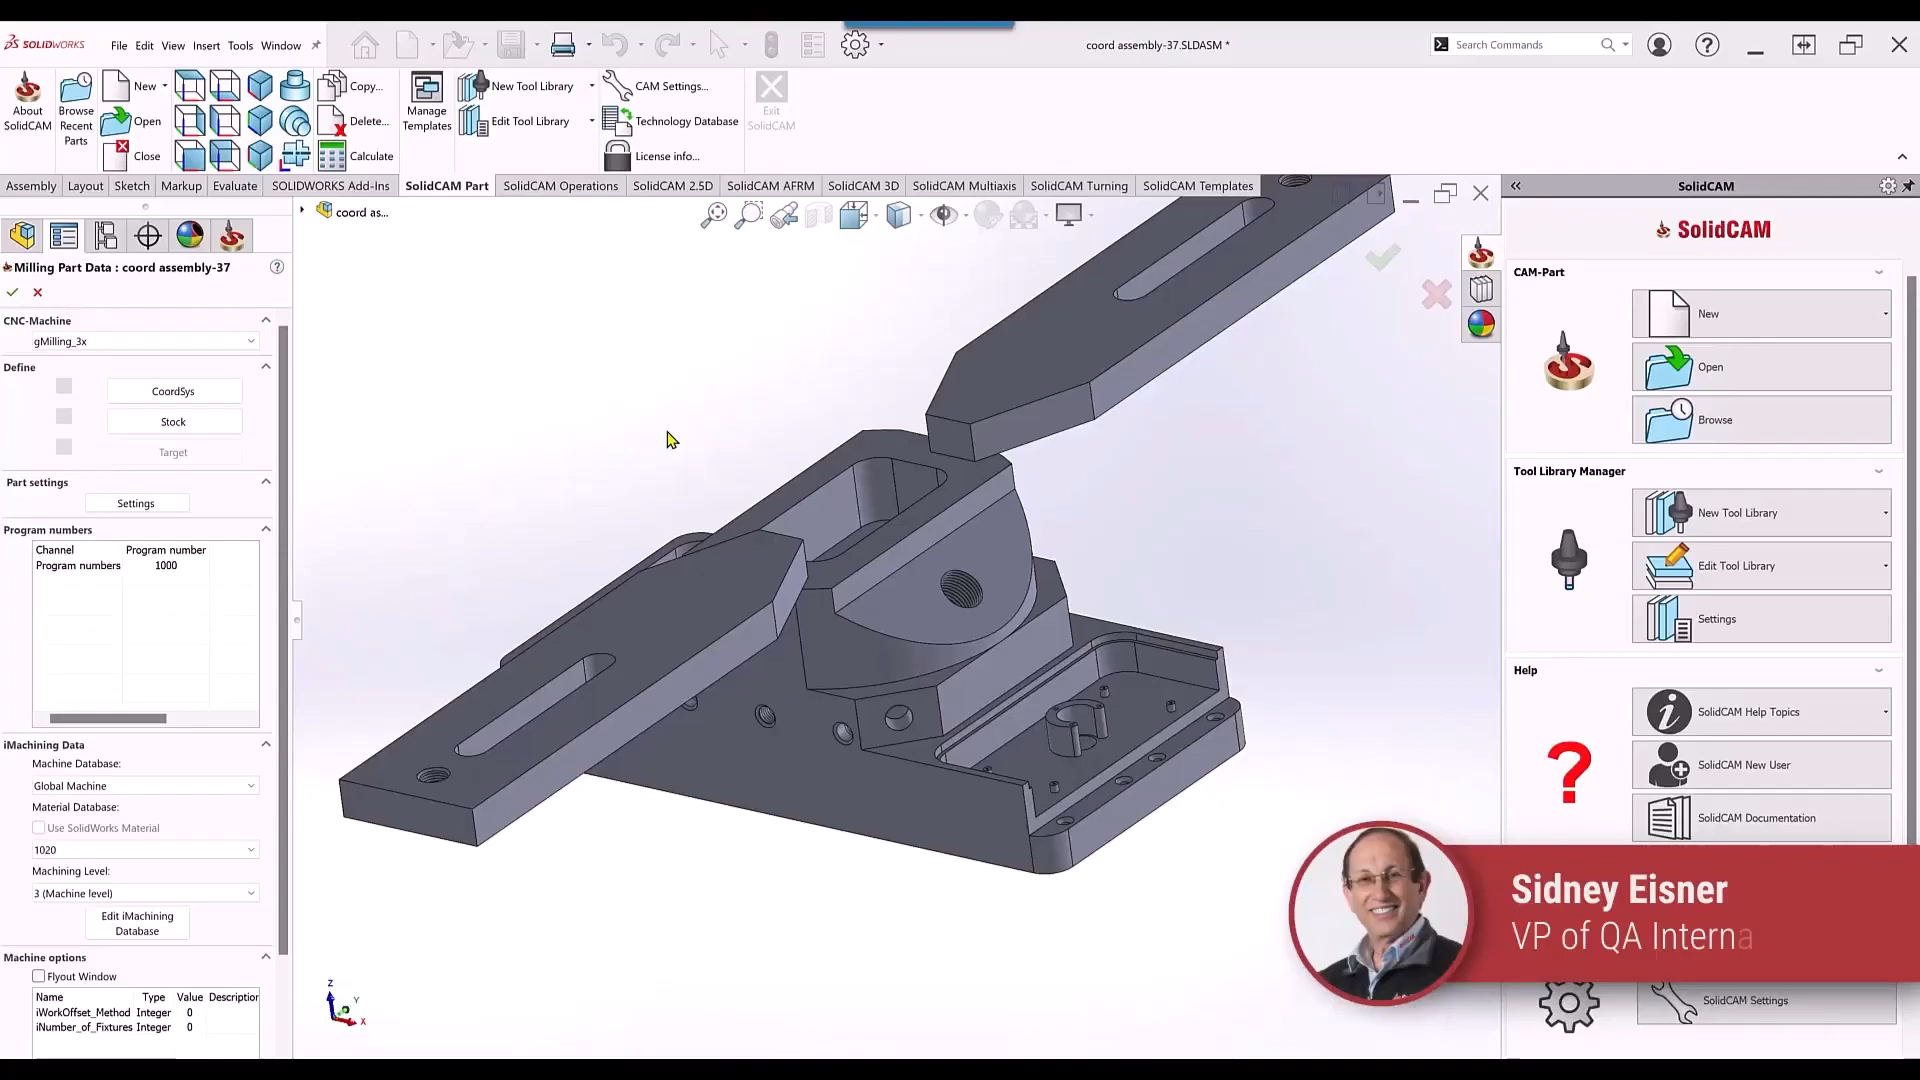 SOLIDWORKS
File Edit View Insert Tools Window
coord assembly-37.SLDASM *
Search Commands
About SolidCAM
Browse Recent Parts
New
Open
Close
Copy...
Delete...
Calculate
Manage Templates
New Tool Library
Edit Tool Library
CAM Settings...
Technology Database
License info...
Exit SolidCAM
Assembly Layout Sketch Markup Evaluate SOLIDWORKS Add-Ins SolidCAM Part SolidCAM Operations SolidCAM 2.5D SolidCAM AFRM SolidCAM 3D SolidCAM Multiaxis SolidCAM Turning SolidCAM Templates
coord as...
Milling Part Data : coord assembly-37
CNC-Machine
gMilling_3x
Define
CoordSys
Stock
Target
Part settings
Settings
Program numbers
Channel Program number
Program numbers 1000
iMachining Data
Machine Database:
Global Machine
Material Database:
Use SolidWorks Material
1020
Machining Level:
3 (Machine level)
Edit iMachining
Database
Machine options
Flyout Window
Name Type Value Description
iWorkOffset_Method Integer 0
iNumber_of_Fixtures Integer 0
Z
Y
X
SolidCAM
SolidCAM
CAM-Part
New
Open
Browse
Tool Library Manager
New Tool Library
Edit Tool Library
Settings
Help
SolidCAM Help Topics
SolidCAM New User
SolidCAM Documentation
Sidney Eisner
VP of QA Interna
SolidCAM Settings